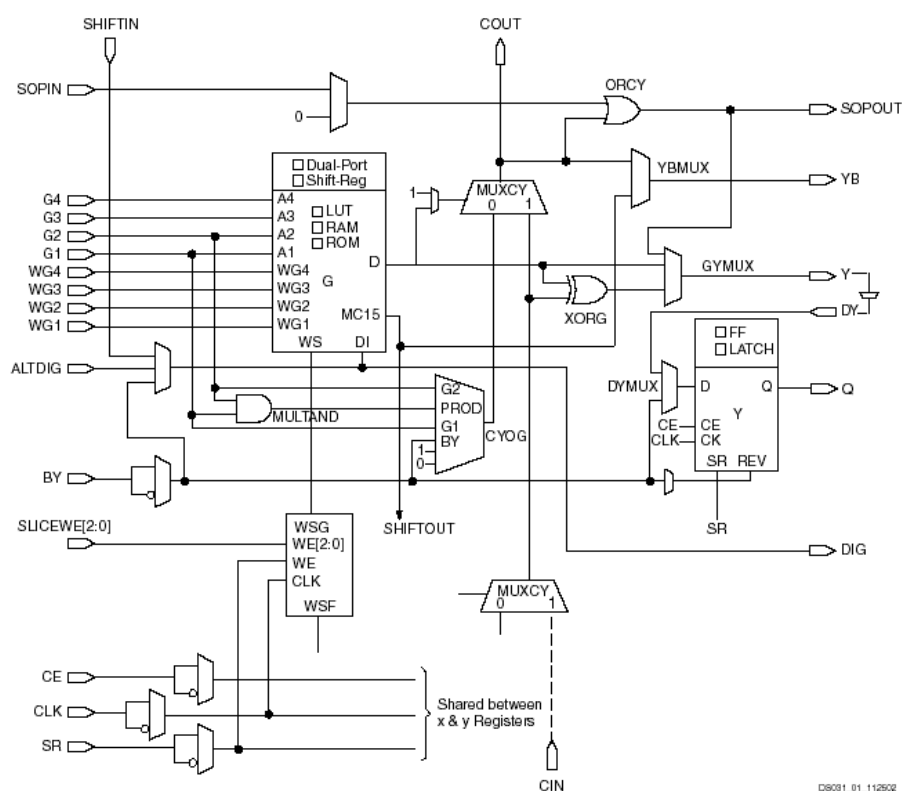 SHIFTIN
COUT
ORCY
SOPIN
SOPOUT
0
Dual-Port
Shift-Reg
YBMUX
YB
1
MUXCY
0 1
G4
A4
G3
A3
LUT
G2
A2
RAM
G1
A1
ROM
D
GYMUX
Y
WG4
WG4
WG3
WG3
G
WG2
WG2
MC15
XORG
DY
WG1
WG1
WS
DI
FF
LATCH
ALTDIG
DYMUX
D
Q
Q
G2
MULTAND
PROD
G1
BY
CYOG
Y
CE
CE
CLK
CK
1
0
SR REV
BY
SHIFTOUT
SR
SLICEWE[2:0]
WSG
WE[2:0]
WE
CLK
WSF
DIG
MUXCY
0 1
CE
CLK
SR
Shared between
x & y Registers
CIN
DS031_01_112502